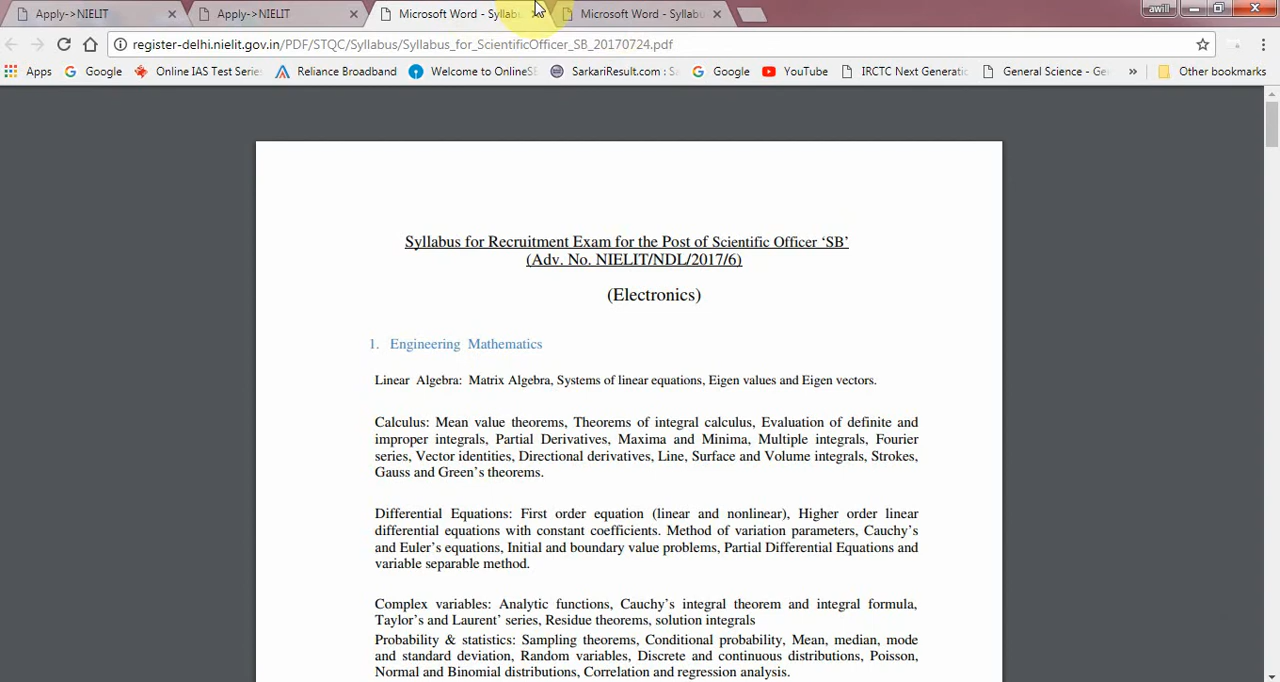 Apply->NIELIT
Apply->NIELIT
Microsoft Word - Syllabu
Microsoft Word - Syllabu
awill
register-delhi.nielit.gov.in/PDF/STQC/Syllabus/Syllabus_for_ScientificOfficer_SB_20170724.pdf
Apps
Google
Online IAS Test Series
Reliance Broadband
Welcome to OnlineSB
SarkariResult.com : S
Google
YouTube
IRCTC Next Generati
General Science - Ge
»
Other bookmarks
Syllabus for Recruitment Exam for the Post of Scientific Officer ‘SB’
(Adv. No. NIELIT/NDL/2017/6)
(Electronics)
1. Engineering Mathematics
Linear Algebra: Matrix Algebra, Systems of linear equations, Eigen values and Eigen vectors.
Calculus: Mean value theorems, Theorems of integral calculus, Evaluation of definite and
improper integrals, Partial Derivatives, Maxima and Minima, Multiple integrals, Fourier
series, Vector identities, Directional derivatives, Line, Surface and Volume integrals, Strokes,
Gauss and Green’s theorems.
Differential Equations: First order equation (linear and nonlinear), Higher order linear
differential equations with constant coefficients. Method of variation parameters, Cauchy’s
and Euler’s equations, Initial and boundary value problems, Partial Differential Equations and
variable separable method.
Complex variables: Analytic functions, Cauchy’s integral theorem and integral formula,
Taylor’s and Laurent’ series, Residue theorems, solution integrals
Probability & statistics: Sampling theorems, Conditional probability, Mean, median, mode
and standard deviation, Random variables, Discrete and continuous distributions, Poisson,
Normal and Binomial distributions, Correlation and regression analysis.